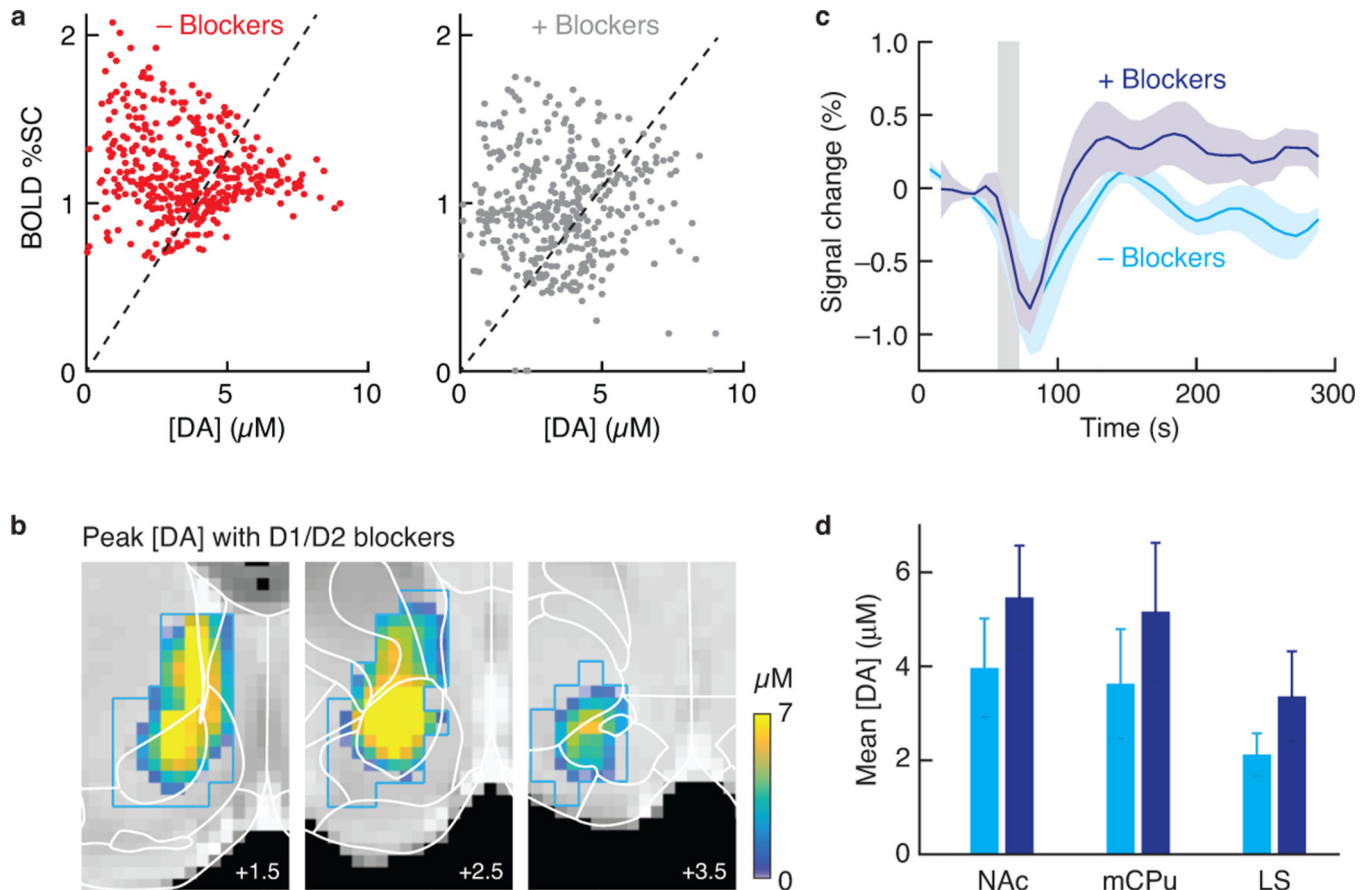 a
– Blockers
+ Blockers
BOLD %SC
2
1
0
0
5
10
[DA] (µM)
2
1
0
0
5
10
[DA] (µM)
c
1.0
0.5
0
–0.5
–1.0
Signal change (%)
+ Blockers
– Blockers
0
100
200
300
Time (s)
b
Peak [DA] with D1/D2 blockers
+1.5
+2.5
+3.5
µM
7
0
d
Mean [DA] (µM)
6
4
2
0
NAc
mCPu
LS